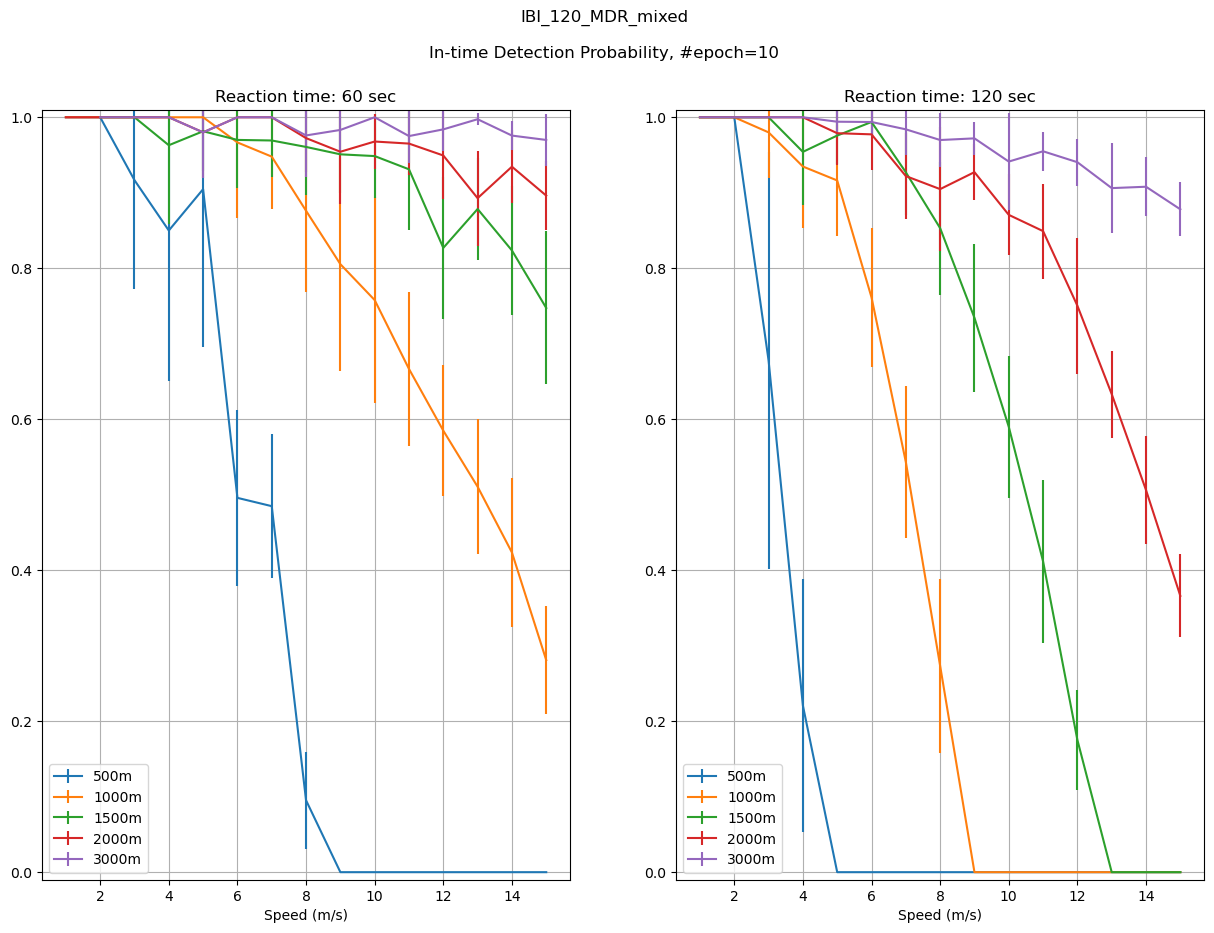 IBI_120_MDR_mixed
In-time Detection Probability, #epoch=10
Reaction time: 60 sec
1.0
0.8
0.6
0.4
0.2
0.0
500m
1000m
1500m
2000m
3000m
2 4 6 8 10 12 14
Speed (m/s)
Reaction time: 120 sec
1.0
0.8
0.6
0.4
0.2
0.0
500m
1000m
1500m
2000m
3000m
2 4 6 8 10 12 14
Speed (m/s)